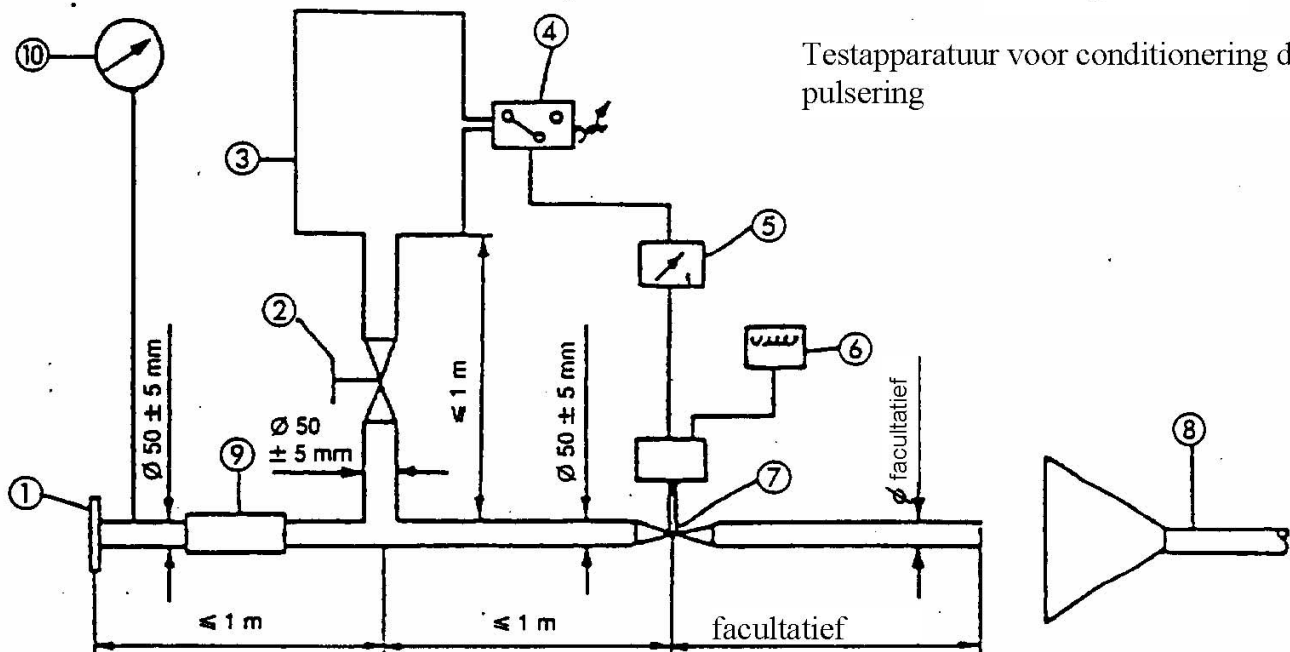 Testapparatuur voor conditionering d
pulsering
10
4
3
5
2
6
Ø 50 ± 5 mm
Ø 50
± 5 mm
≤ 1 m
Ø 50 ± 5 mm
Ø facultatief
8
9
7
1
≤ 1 m
≤ 1 m
facultatief